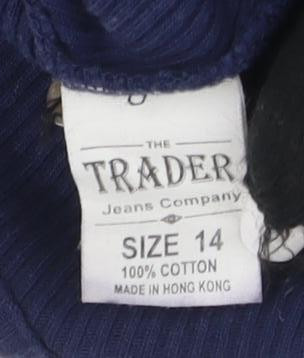 THE
TRADER
Jeans Company
SIZE 14
100% COTTON
MADE IN HONG KONG